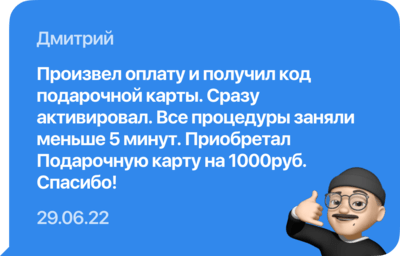 Дмитрий
Произвел оплату и получил код
подарочной карты. Сразу
активировал. Все процедуры заняли
меньше 5 минут. Приобретал
Подарочную карту на 1000руб.
Спасибо!
29.06.22